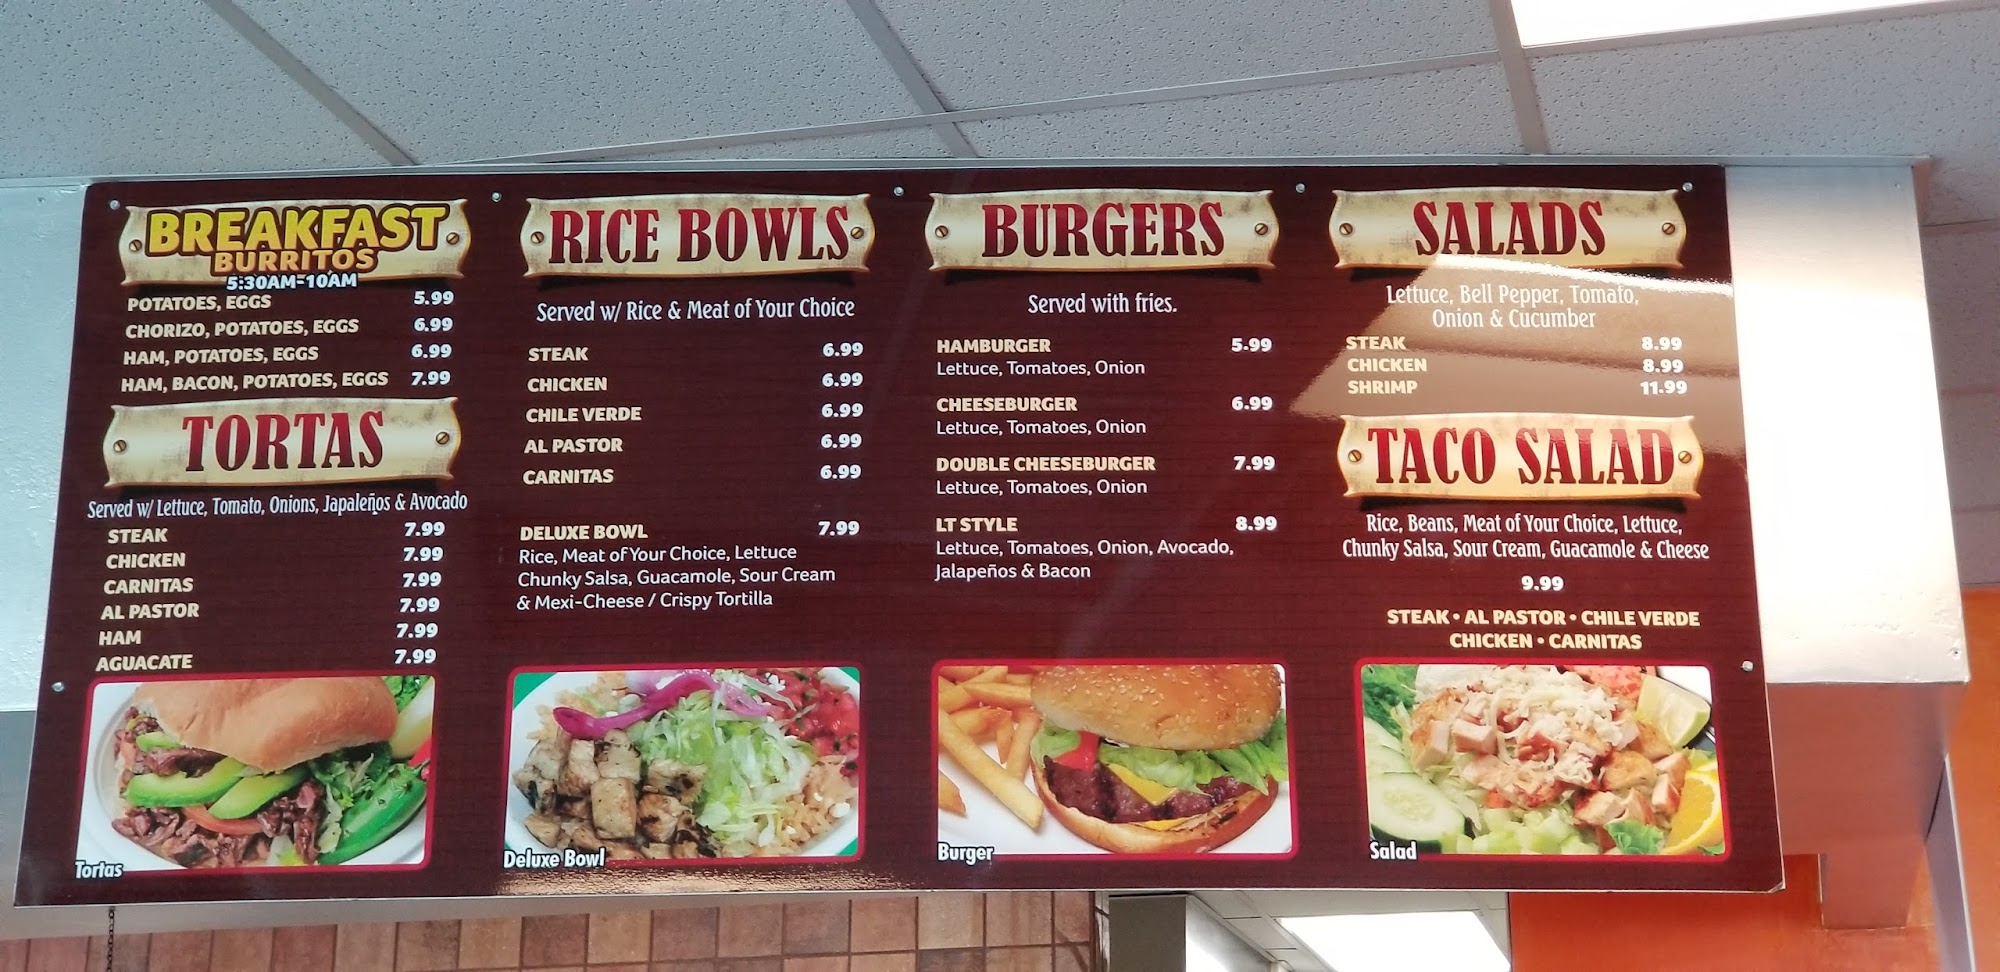 BREAKFAST
BURRITOS
5:30AM-10AM
POTATOES, EGGS 5.99
CHORIZO, POTATOES, EGGS 6.99
HAM, POTATOES, EGGS 6.99
HAM, BACON, POTATOES, EGGS 7.99
TORTAS
Served w/ Lettuce, Tomato, Onions, Japaleños & Avocado
STEAK 7.99
CHICKEN 7.99
CARNITAS 7.99
AL PASTOR 7.99
HAM 7.99
AGUACATE 7.99
Tortas
RICE BOWLS
Served w/ Rice & Meat of Your Choice
STEAK 6.99
CHICKEN 6.99
CHILE VERDE 6.99
AL PASTOR 6.99
CARNITAS 6.99
DELUXE BOWL 7.99
Rice, Meat of Your Choice, Lettuce
Chunky Salsa, Guacamole, Sour Cream
& Mexi-Cheese / Crispy Tortilla
Deluxe Bowl
BURGERS
Served with fries.
HAMBURGER 5.99
Lettuce, Tomatoes, Onion
CHEESEBURGER 6.99
Lettuce, Tomatoes, Onion
DOUBLE CHEESEBURGER 7.99
Lettuce, Tomatoes, Onion
LT STYLE 8.99
Lettuce, Tomatoes, Onion, Avocado,
Jalapeños & Bacon
Burger
SALADS
Lettuce, Bell Pepper, Tomato,
Onion & Cucumber
STEAK 8.99
CHICKEN 8.99
SHRIMP 11.99
TACO SALAD
Rice, Beans, Meat of Your Choice, Lettuce,
Chunky Salsa, Sour Cream, Guacamole & Cheese
9.99
STEAK • AL PASTOR • CHILE VERDE
CHICKEN • CARNITAS
Salad